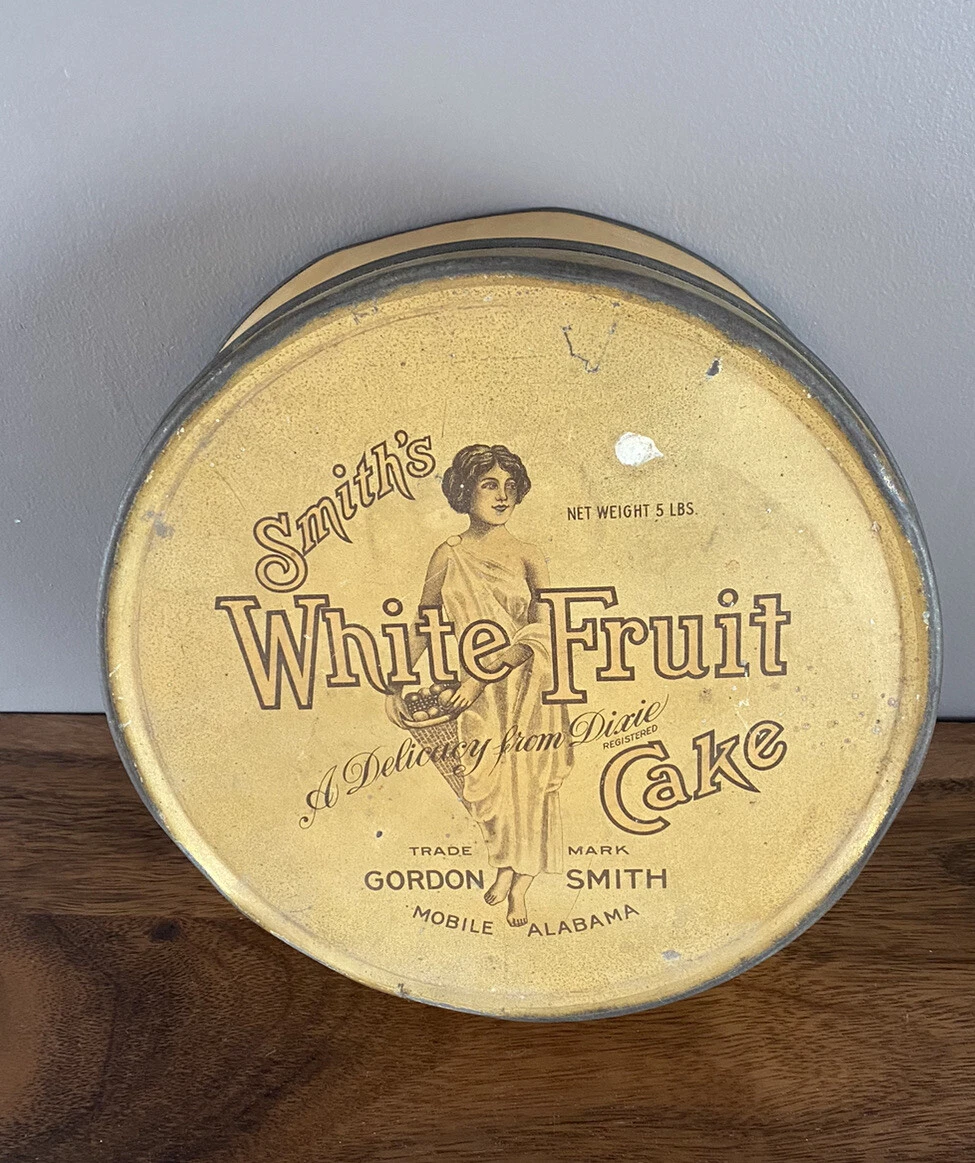 Smith's
NET WEIGHT 5 LBS.
White Fruit
A Delicacy from Dixie
REGISTERED
Cake
TRADE MARK
GORDON SMITH
MOBILE ALABAMA